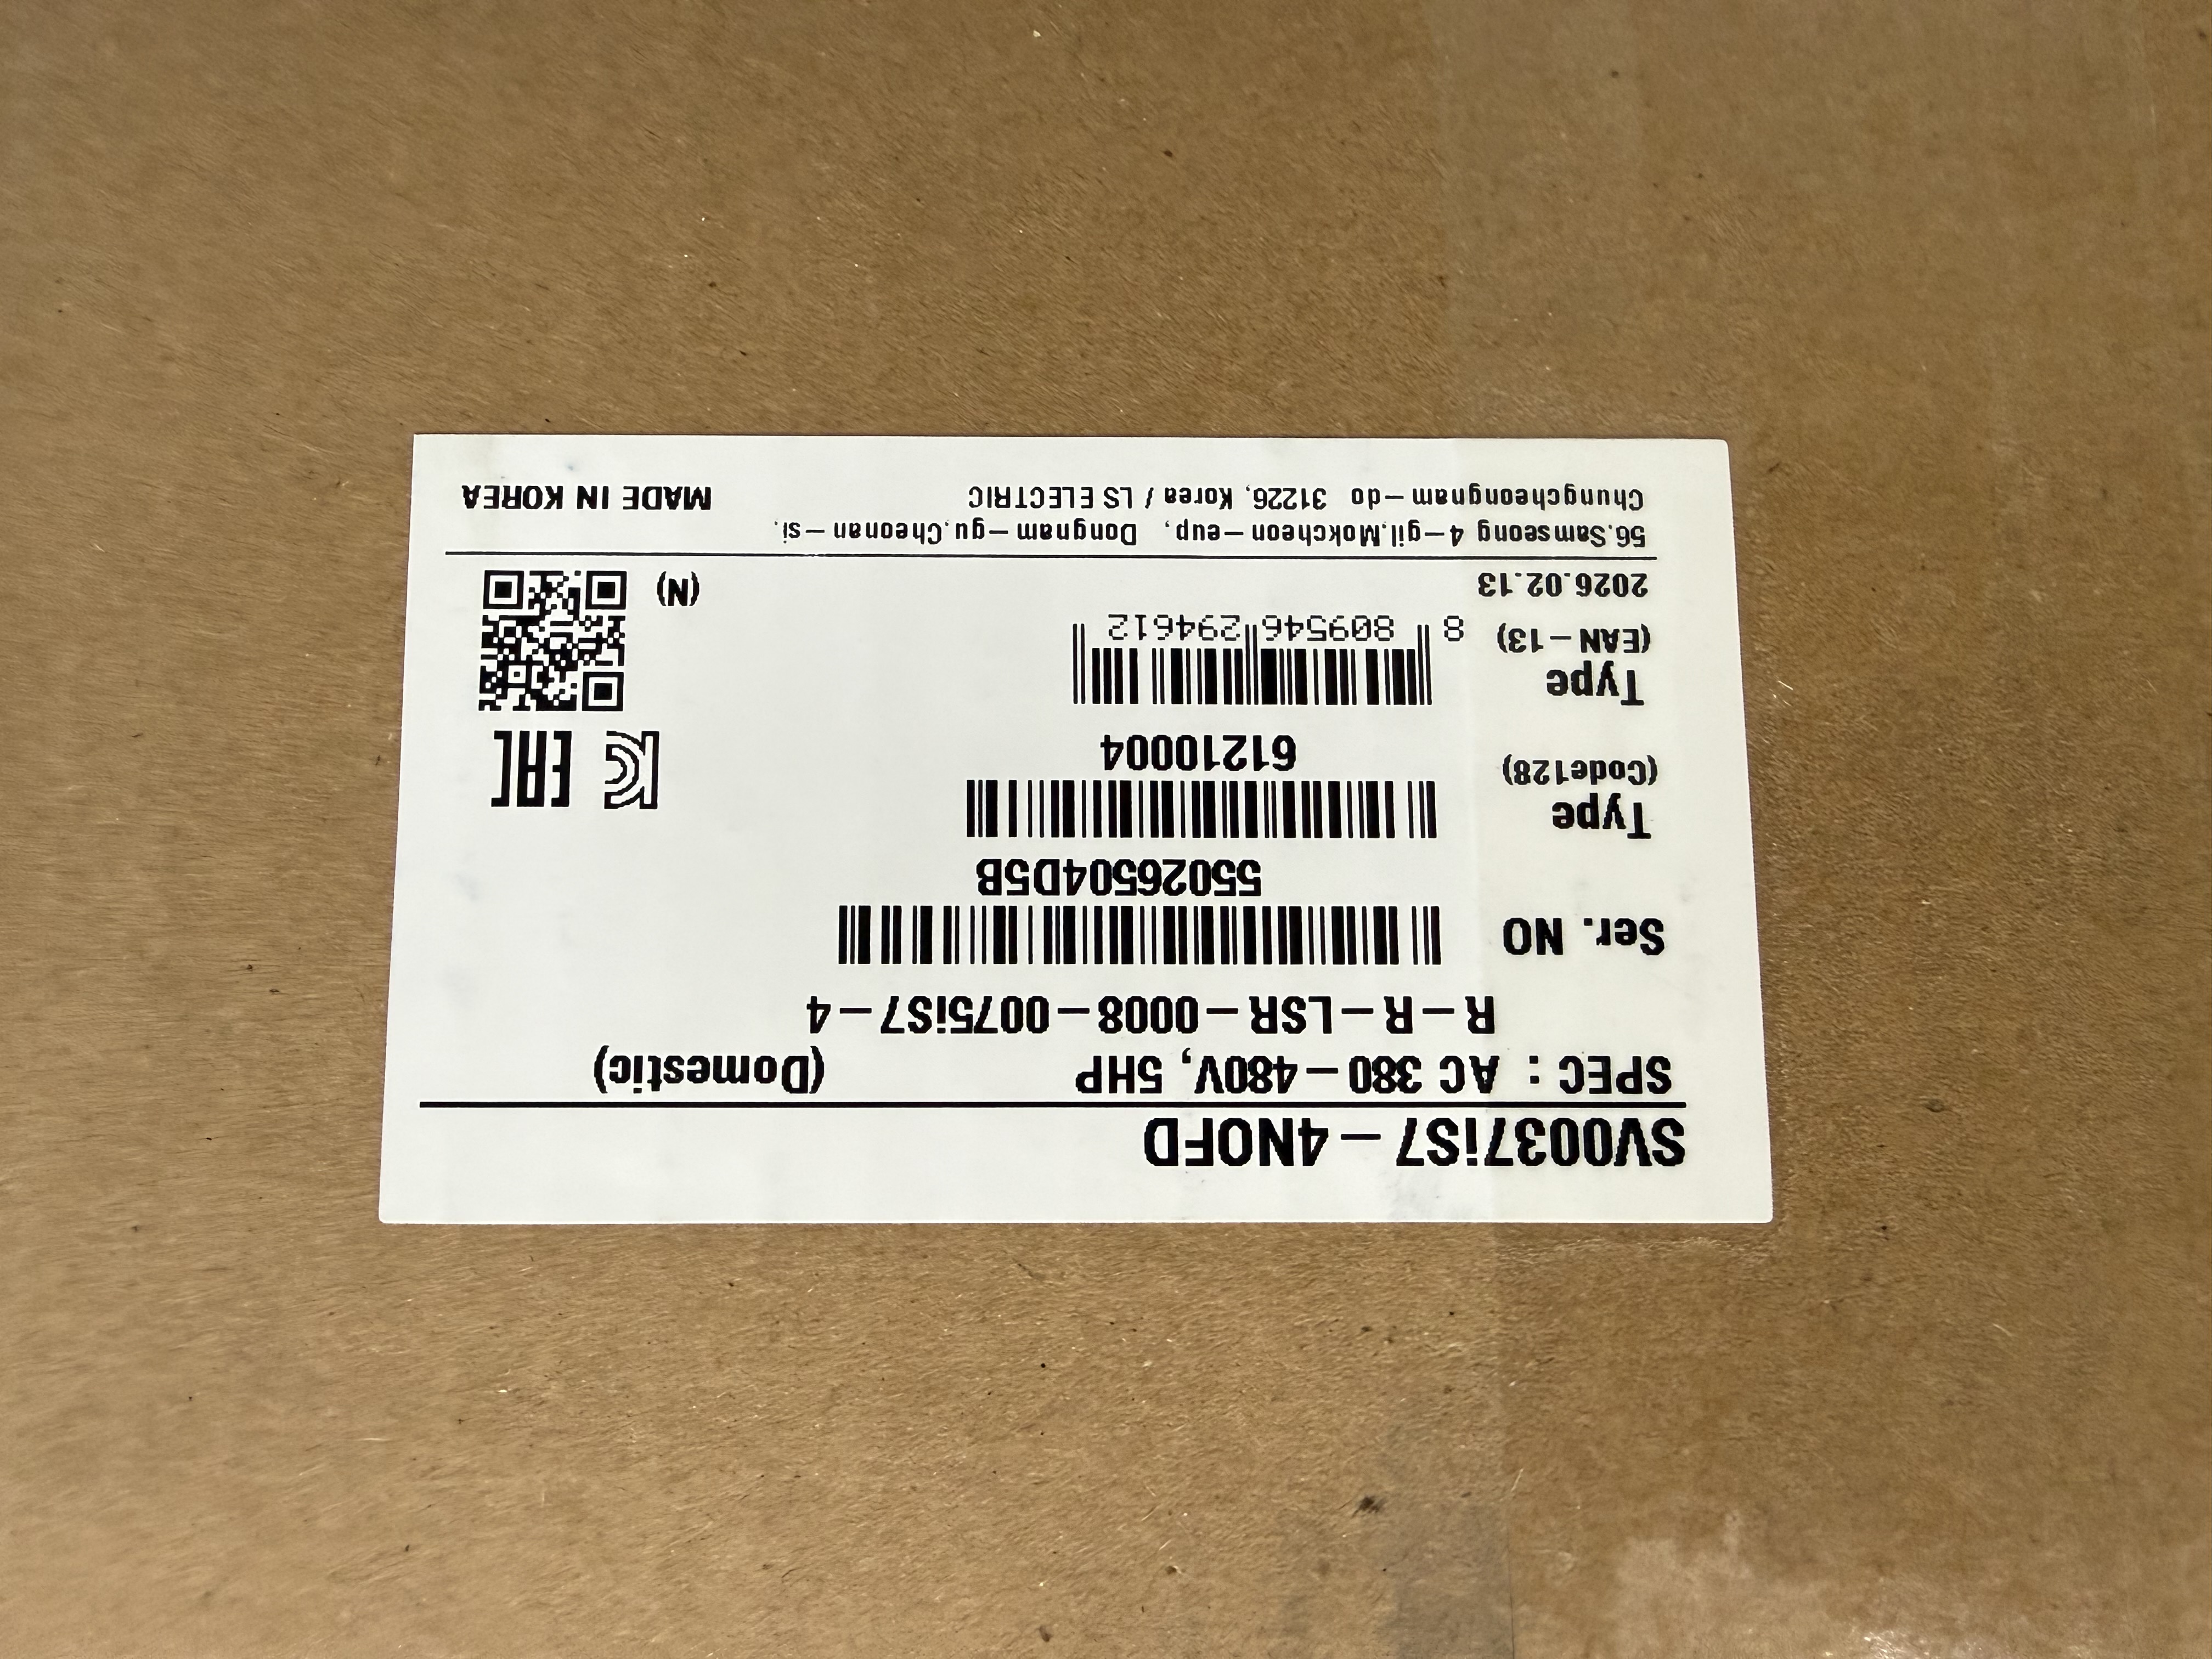 SV0037iS7-4NOFD
SPEC : AC 380-480V, 5HP (Domestic)
R-R-LSR-0008-0075iS7-4
Ser. NO
55026504D5B
Type
(Code128)
61210004
Type
(EAN-13)
8 809546 294612
2026.02.13
(N)
56.Samseong 4-gil.Mokcheon-eup, Dongnam-gu.Cheonan-si.
Chungcheongnam-do 31226, Korea / LS ELECTRIC
MADE IN KOREA
EAC